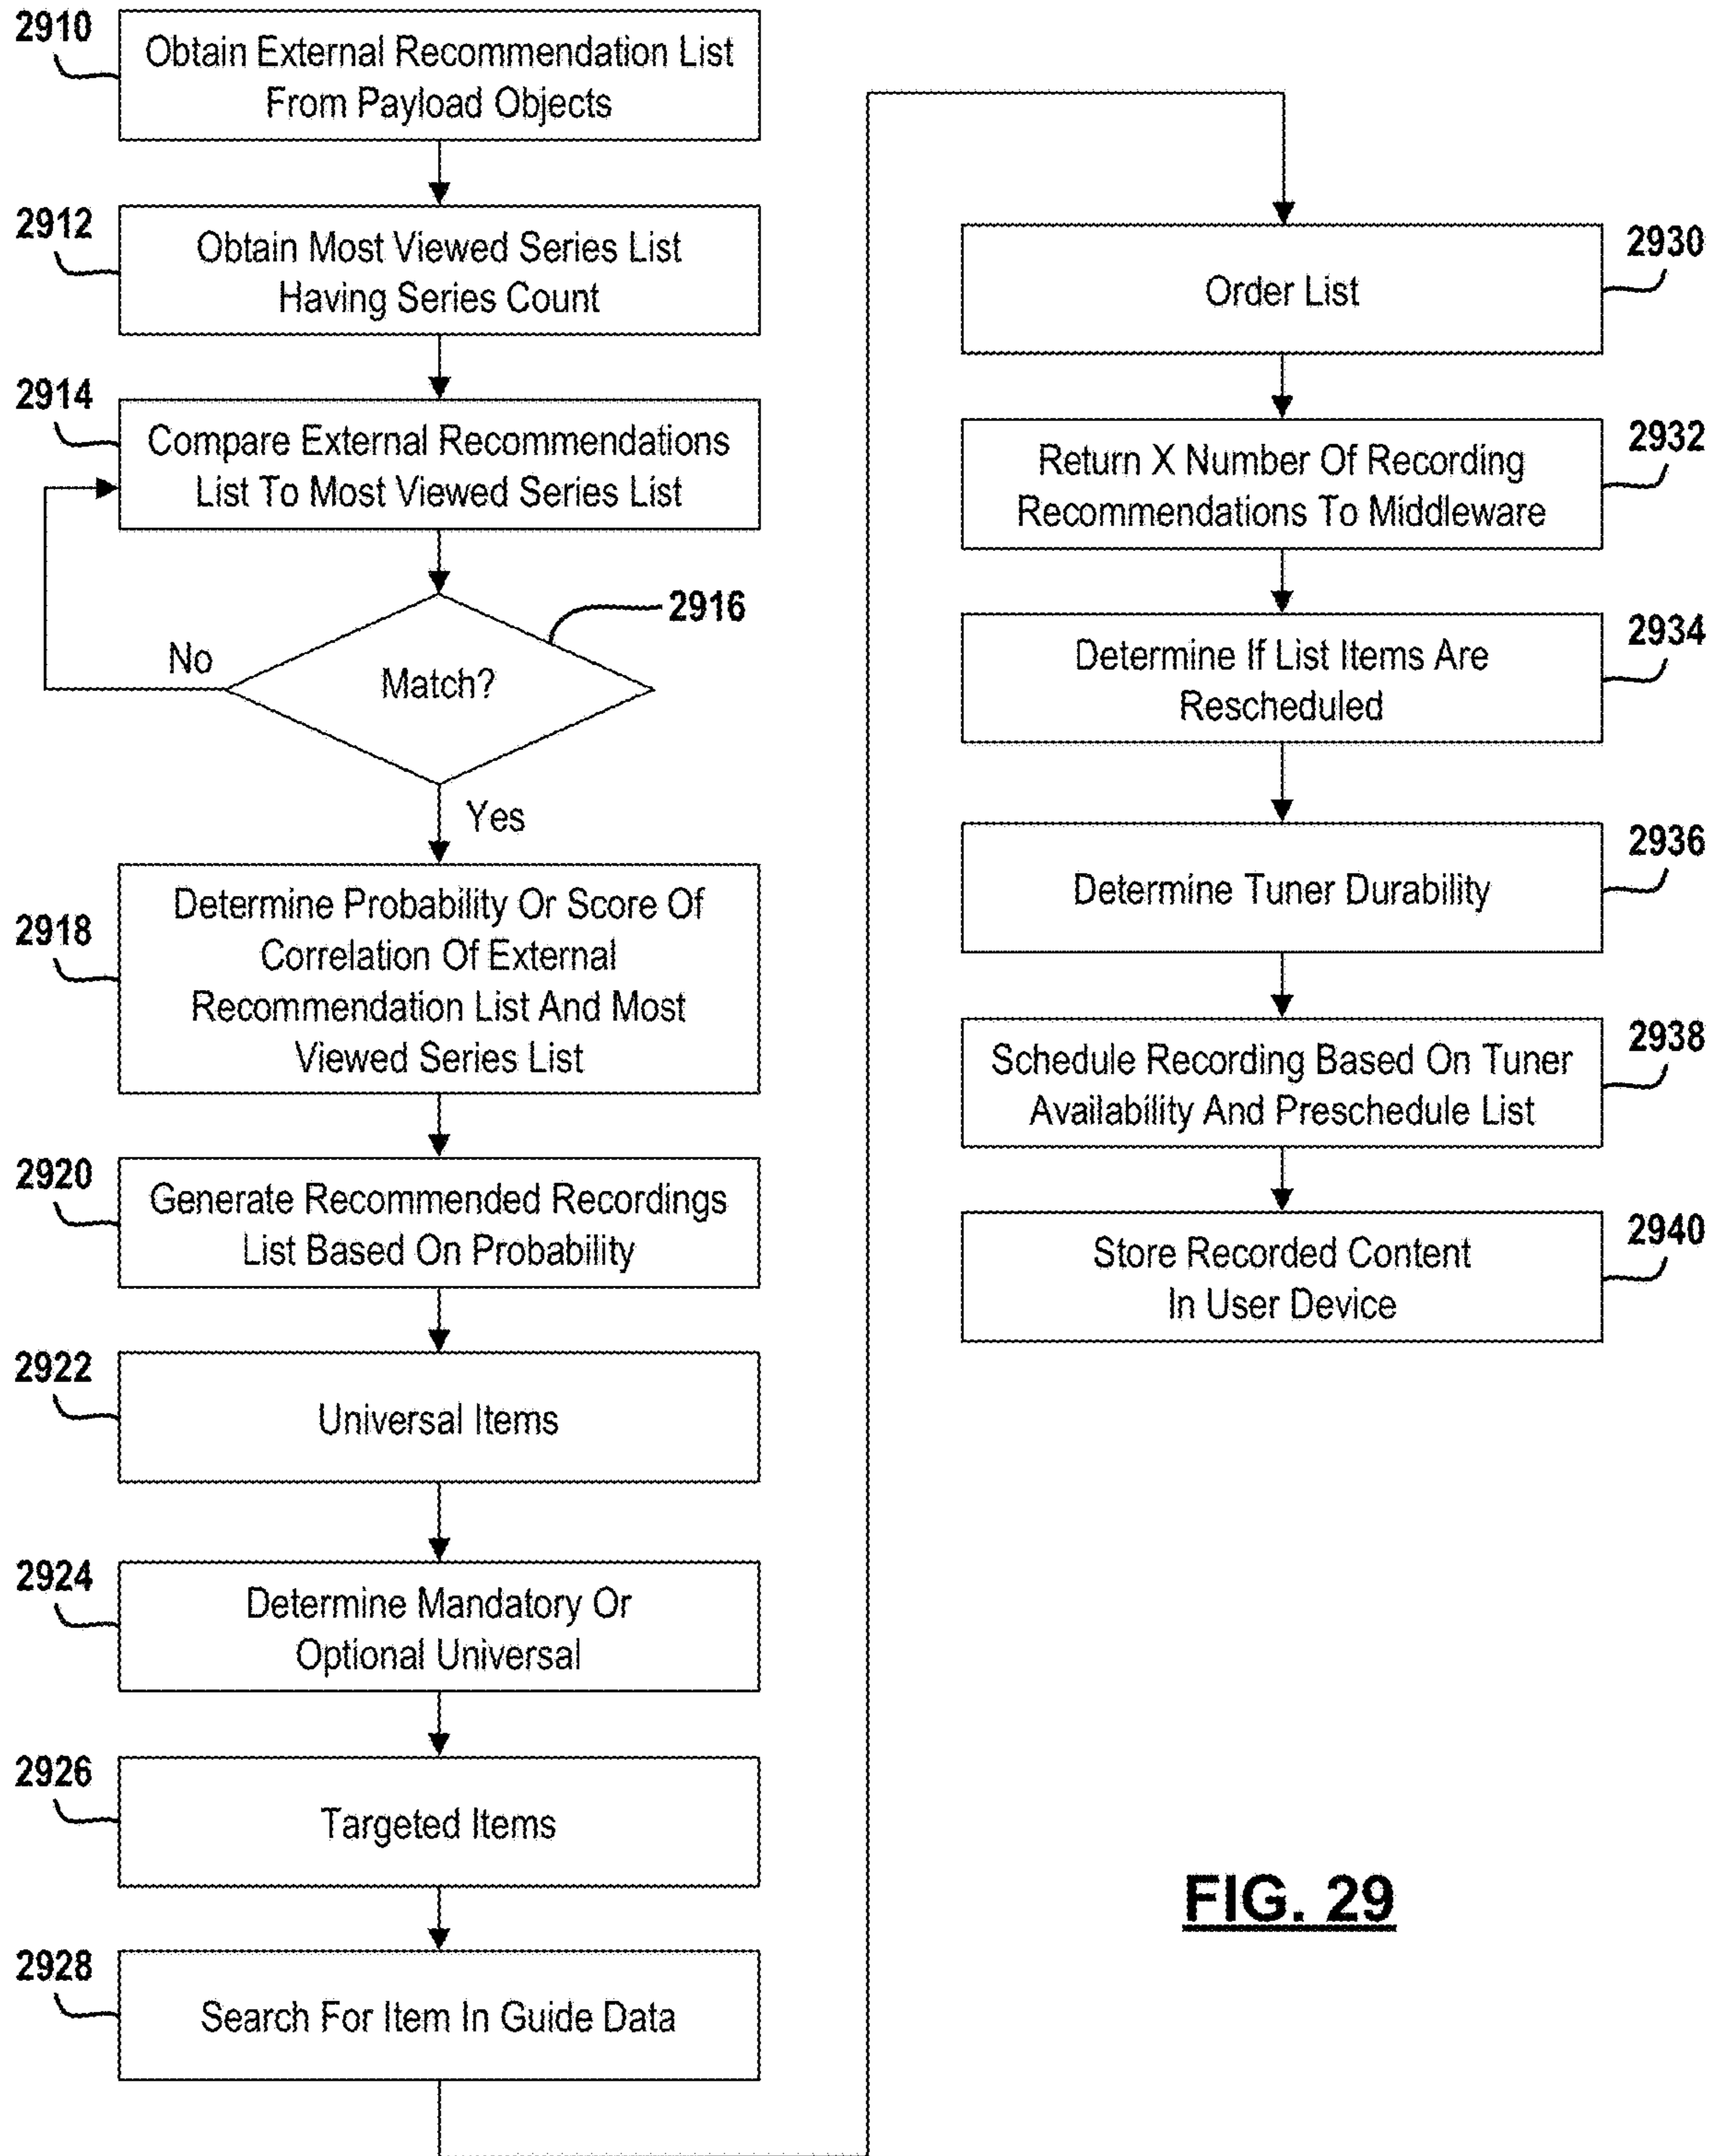 2910
Obtain External Recommendation List
From Payload Objects
2912
Obtain Most Viewed Series List
Having Series Count
2914
Compare External Recommendations
List To Most Viewed Series List
2916
No
Match?
Yes
2918
Determine Probability Or Score Of
Correlation Of External
Recommendation List And Most
Viewed Series List
2920
Generate Recommended Recordings
List Based On Probability
2922
Universal Items
2924
Determine Mandatory Or
Optional Universal
2926
Targeted Items
2928
Search For Item In Guide Data
2930
Order List
2932
Return X Number Of Recording
Recommendations To Middleware
2934
Determine If List Items Are
Rescheduled
2936
Determine Tuner Durability
2938
Schedule Recording Based On Tuner
Availability And Preschedule List
2940
Store Recorded Content
In User Device
FIG. 29